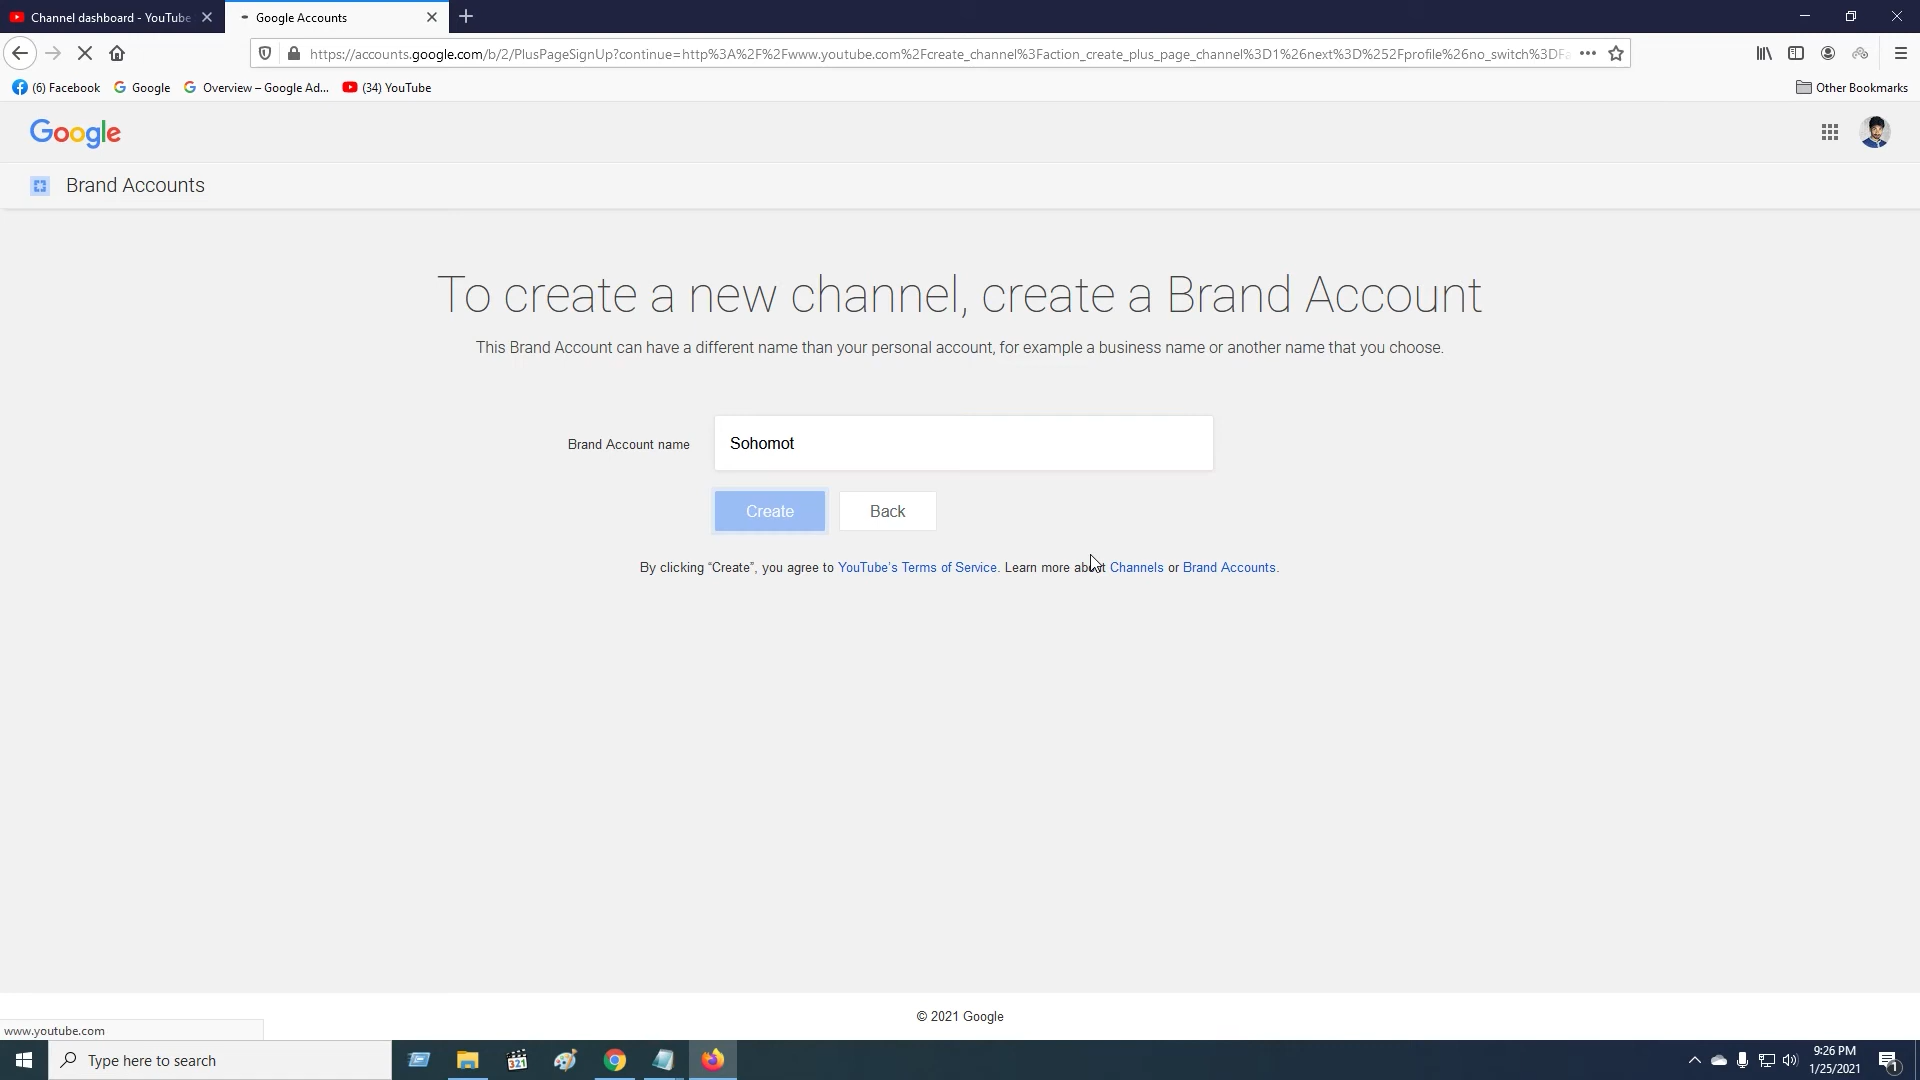 Channel dashboard - YouTube
Google Accounts
https://accounts.google.com/b/2/PlusPageSignUp?continue=http%3A%2F%2Fwww.youtube.com%2Fcreate_channel%3Faction_create_plus_page_channel%3D1%26next%3D%252Fprofile%26no_switch%3DFa
(6) Facebook
Google
Overview – Google Ad...
(34) YouTube
Other Bookmarks
Google
Brand Accounts
To create a new channel, create a Brand Account
This Brand Account can have a different name than your personal account, for example a business name or another name that you choose.
Brand Account name
Sohomot
Create
Back
By clicking “Create”, you agree to YouTube’s Terms of Service. Learn more about Channels or Brand Accounts.
© 2021 Google
www.youtube.com
Type here to search
321
9:26 PM
1/25/2021
1